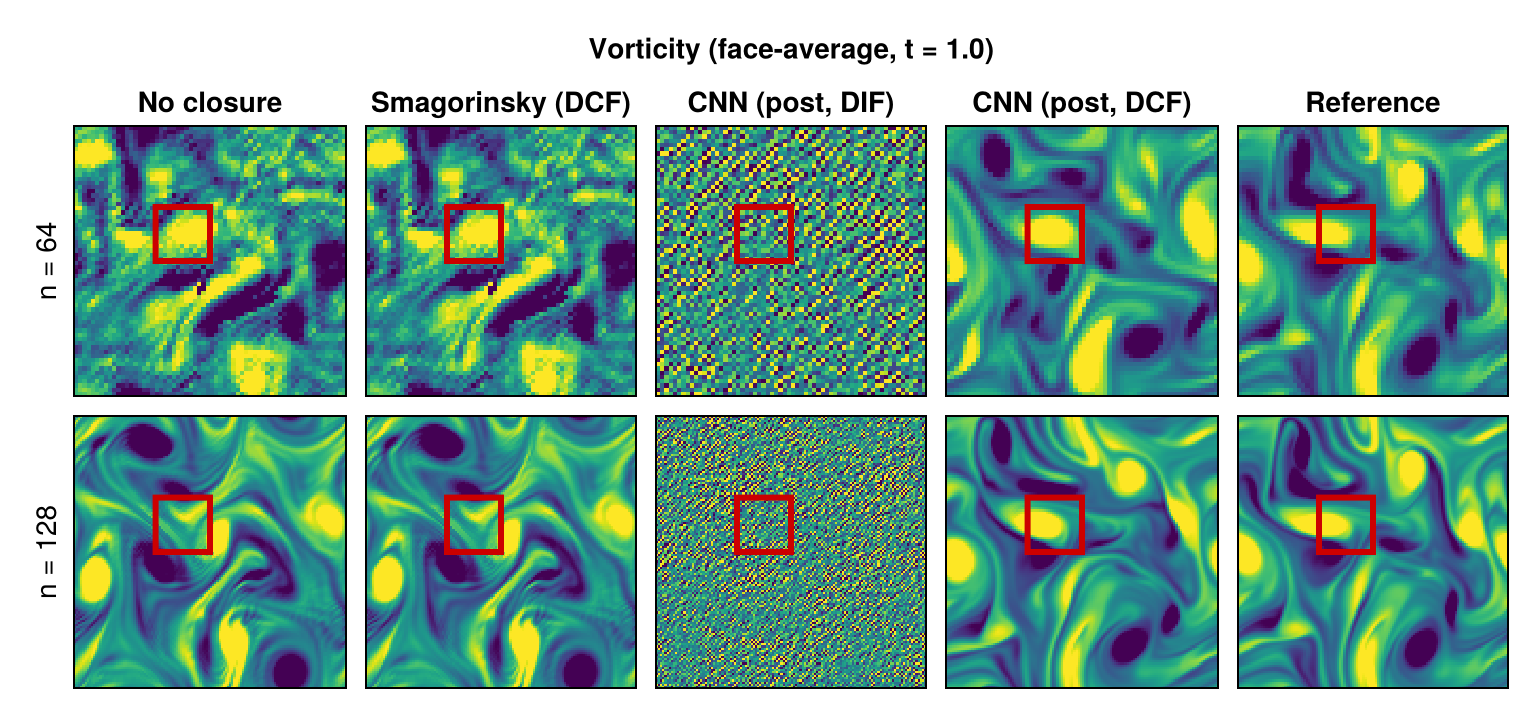 Vorticity (face-average, t = 1.0)
No closure
Smagorinsky (DCF)
CNN (post, DIF)
CNN (post, DCF)
Reference
n = 64
n = 128